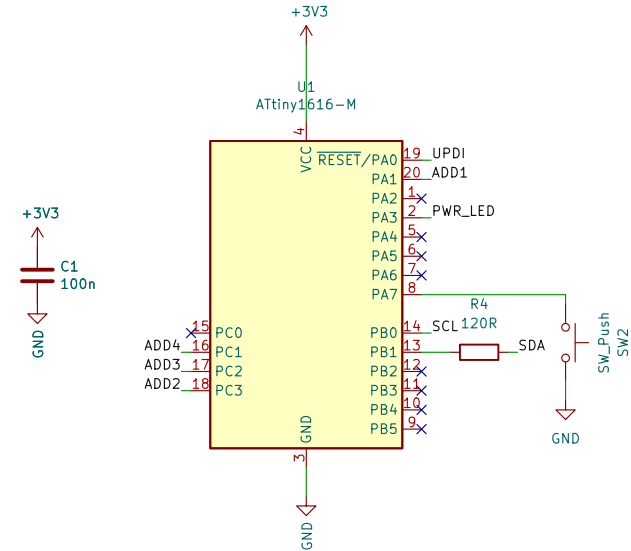 +3V3
U1
ATtiny1616-M
4
VCC
RESET/PA0 19 UPDI
PA1 20 ADD1
PA2 1
PA3 2 PWR_LED
PA4 5
PA5 6
PA6 7
PA7 8
+3V3
C1
100n
GND
R4
120R
15 PC0
ADD4 16 PC1
ADD3 17 PC2
ADD2 18 PC3
PB0 14 SCL
PB1 13 SDA
PB2 12
PB3 11
PB4 10
PB5 9
SW_Push
SW2
GND
GND
3
GND